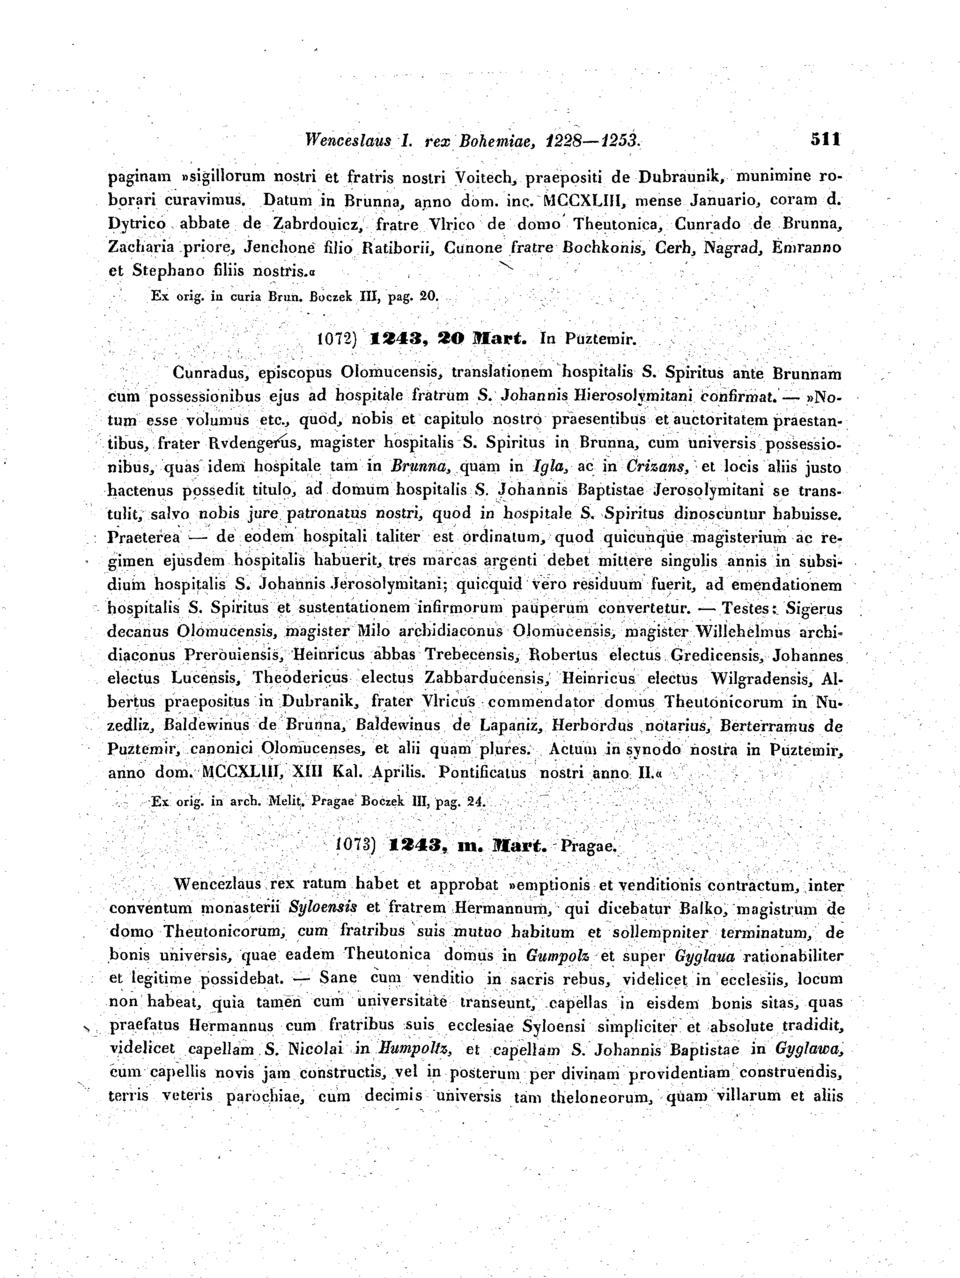 Wenceslaus I. rex Bohemiae, 1228—1253. 511
paginam »sigillorum nostri et fratris nostri Voitech, praepositi de Dubraunik, munimine ro-
borari curavimus. Datum in Brunna, anno dom. inc. MCCXLIII, mense Januario, coram d.
Dytrico abbate de Zabrdouicz, fratre Vlrico de domo Theutonica, Cunrado de Brunna,
Zacharia priore, Jenchone filio Ratiborii, Cunone fratre Bochkonis, Cerh, Nagrad, Emranno
et Stephano filiis nostris.«
Ex orig. in curia Brun. Boczek III, pag. 20.
1072) 1243, 20 Mart. In Puztemir.
Cunradus, episcopus Olomucensis, translationem hospitalis S. Spiritus ante Brunnam
cum possessionibus ejus ad hospitale fratrum S. Johannis Hierosolymitani confirmat. — »No-
tum esse volumus etc., quod, nobis et capitulo nostro praesentibus et auctoritatem praestan-
tibus, frater Rvdengerus, magister hospitalis S. Spiritus in Brunna, cum universis possessio-
nibus, quas idem hospitale tam in Brunna, quam in Igla, ac in Crizans, et locis aliis justo
hactenus possedit titulo, ad domum hospitalis S. Johannis Baptistae Jerosolymitani se trans-
tulit, salvo nobis jure patronatus nostri, quod in hospitale S. Spiritus dinoscuntur habuisse.
Praeterea — de eodem hospitali taliter est ordinatum, quod quicunque magisterium ac re-
gimen ejusdem hospitalis habuerit, tres marcas argenti debet mittere singulis annis in subsi-
dium hospitalis S. Johannis Jerosolymitani; quicquid vero residuum fuerit, ad emendationem
hospitalis S. Spiritus et sustentationem infirmorum pauperum convertetur. — Testes: Sigerus
decanus Olomucensis, magister Milo archidiaconus Olomucensis, magister Willehelmus archi-
diaconus Prerouiensis, Heinricus abbas Trebecensis, Robertus electus Gredicensis, Johannes
electus Lucensis, Theodericus electus Zabbarducensis, Heinricus electus Wilgradensis, Al-
bertus praepositus in Dubranik, frater Vlricus commendator domus Theutonicorum in Nu-
zedliz, Baldewinus de Brunna, Baldewinus de Lapaniz, Herbordus notarius, Berterramus de
Puztemir, canonici Olomucenses, et alii quam plures. Actum in synodo nostra in Puztemir,
anno dom. MCCXLIII, XIII Kal. Aprilis. Pontificatus nostri anno II.«
Ex orig. in arch. Melit. Pragae Boczek III, pag. 24.
1073) 1243, m. Mart. Pragae.
Wencezlaus rex ratum habet et approbat »emptionis et venditionis contractum, inter
conventum monasterii Syloensis et fratrem Hermannum, qui dicebatur Balko, magistrum de
domo Theutonicorum, cum fratribus suis mutuo habitum et sollempniter terminatum, de
bonis universis, quae eadem Theutonica domus in Gumpolz et super Gyglaua rationabiliter
et legitime possidebat. — Sane cum venditio in sacris rebus, videlicet in ecclesiis, locum
non habeat, quia tamen cum universitate transeunt, capellas in eisdem bonis sitas, quas
praefatus Hermannus cum fratribus suis ecclesiae Syloensi simpliciter et absolute tradidit,
videlicet capellam S. Nicolai in Humpoltz, et capellam S. Johannis Baptistae in Gyglawa,
cum capellis novis jam constructis, vel in posterum per divinam providentiam construendis,
terris veteris parochiae, cum decimis universis tam theloneorum, quam villarum et aliis